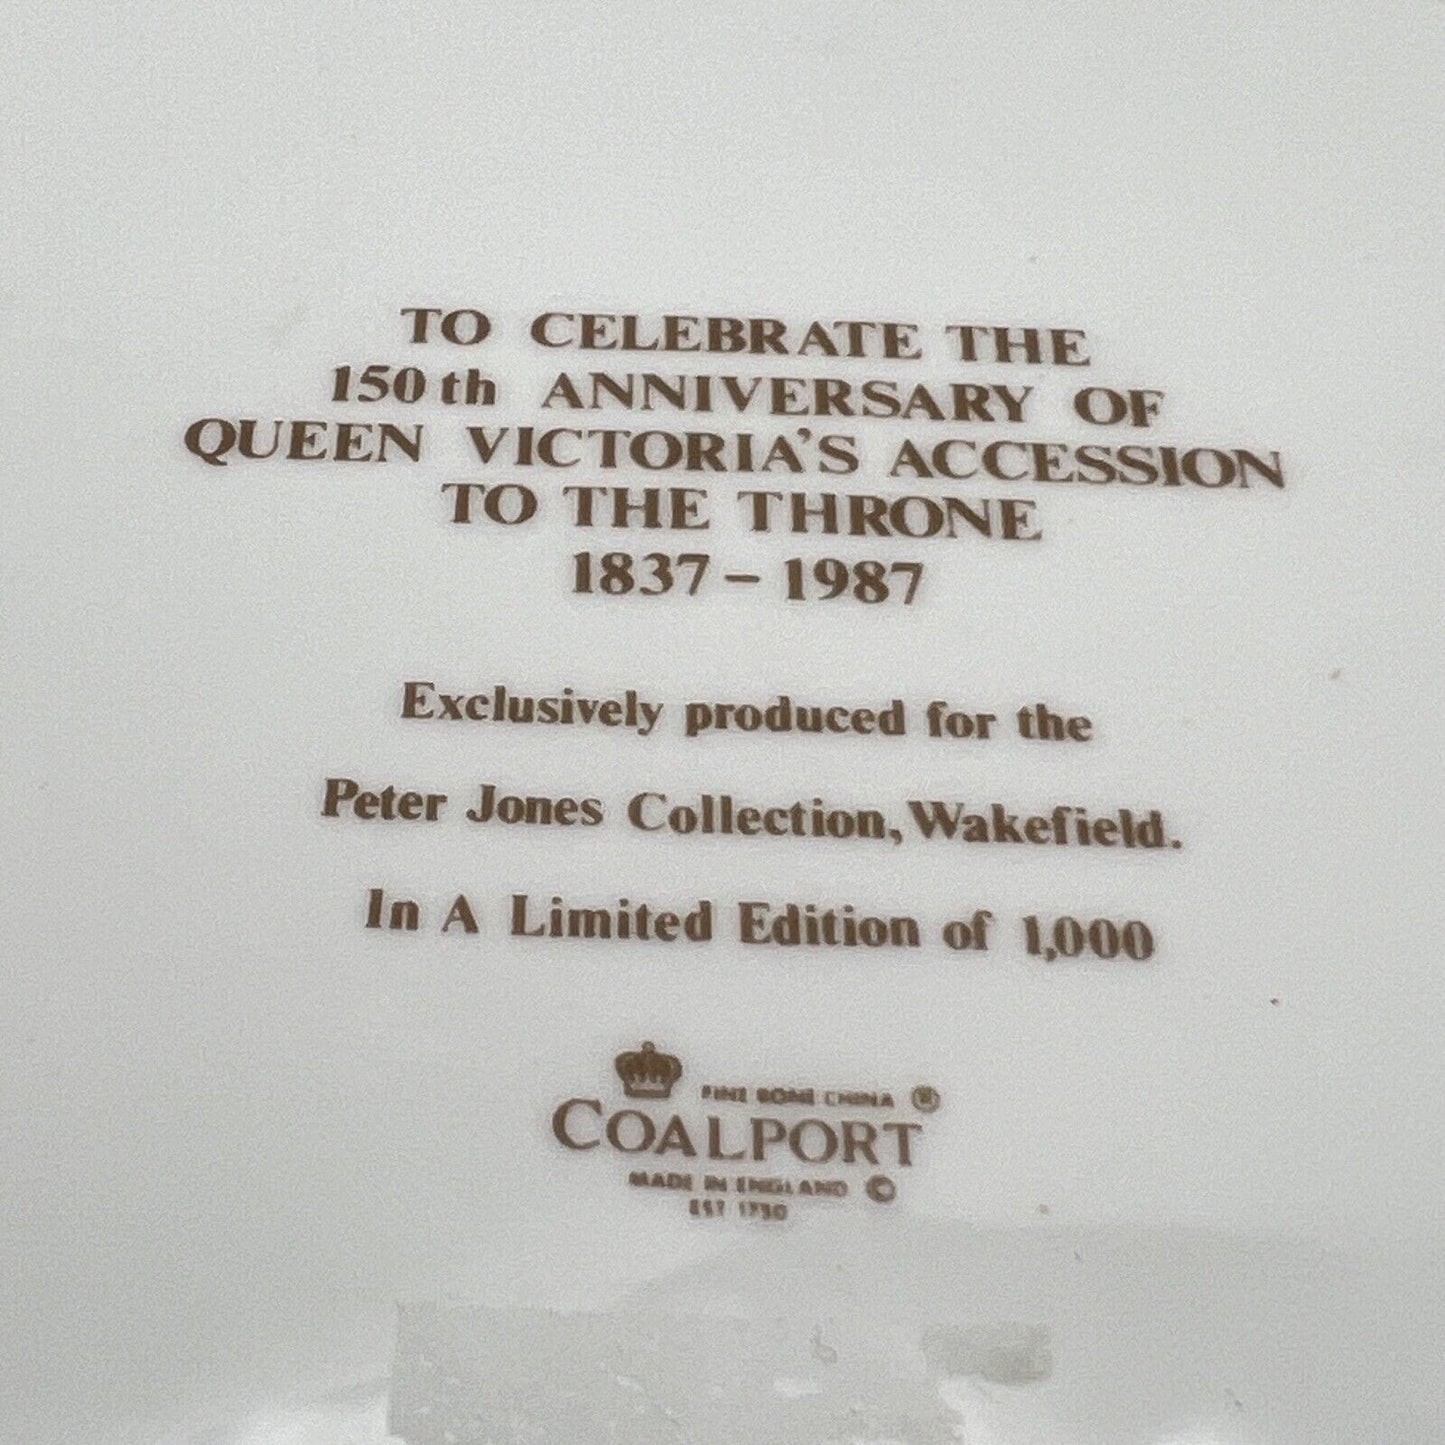 TO CELEBRATE THE
150th ANNIVERSARY OF
QUEEN VICTORIA'S ACCESSION
TO THE THRONE
1837 – 1987
Exclusively produced for the
Peter Jones Collection, Wakefield.
In A Limited Edition of 1,000
FINE BONE CHINA ®
COALPORT
MADE IN ENGLAND ©
EST 1750